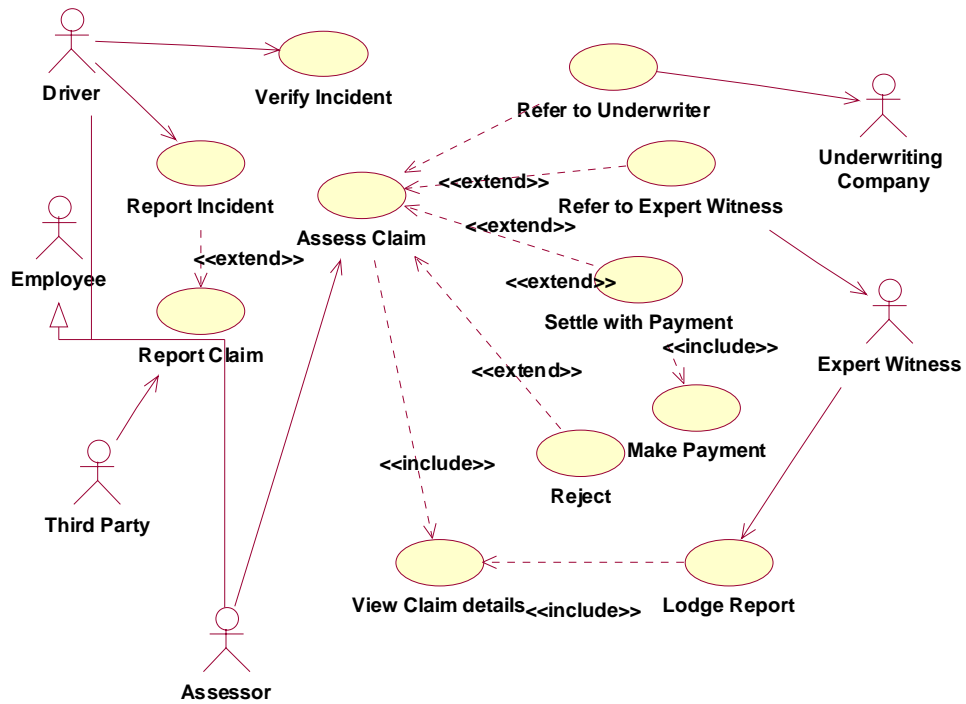 Driver
Verify Incident
Refer to Underwriter
Underwriting
Company
Report Incident
<<extend>>
Refer to Expert Witness
Employee
<<extend>>
Assess Claim
<<extend>>
<<extend>>
Settle with Payment
Report Claim
<<include>>
Expert Witness
<<extend>>
Make Payment
<<include>>
Reject
Third Party
View Claim details
<<include>>
Lodge Report
Assessor